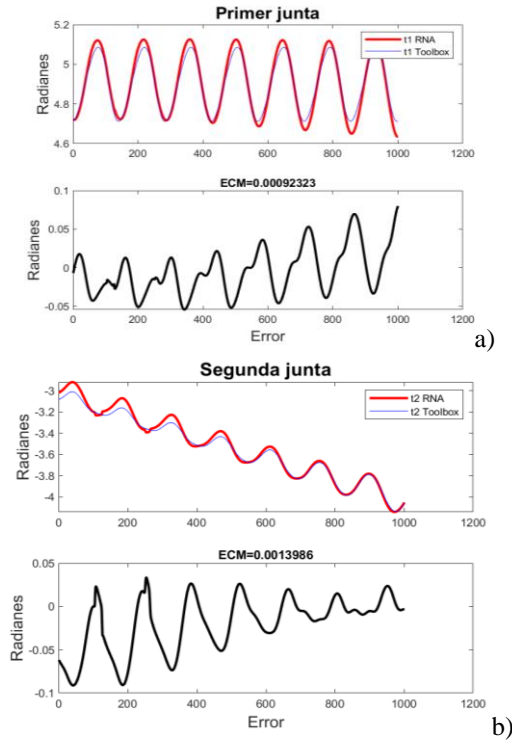 Primer junta
t1 RNA
t1 Toolbox
Radianes
5.2
5
4.8
4.6
0 200 400 600 800 1000 1200
ECM=0.00092323
Radianes
0.1
0.05
0
-0.05
0 200 400 600 800 1000 1200
Error
a)
Segunda junta
t2 RNA
t2 Toolbox
Radianes
-3
-3.2
-3.4
-3.6
-3.8
-4
0 200 400 600 800 1000 1200
ECM=0.0013986
Radianes
0.05
0
-0.05
-0.1
0 200 400 600 800 1000 1200
Error
b)